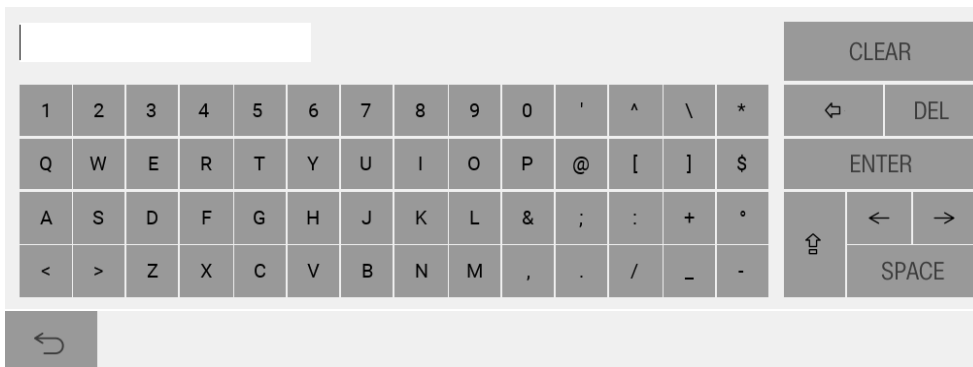 CLEAR
1 2 3 4 5 6 7 8 9 0 ' ^ \ * DEL
Q W E R T Y U I O P @ [ ] $ ENTER
A S D F G H J K L & ; : + °
< > Z X C V B N M , . / _ - SPACE